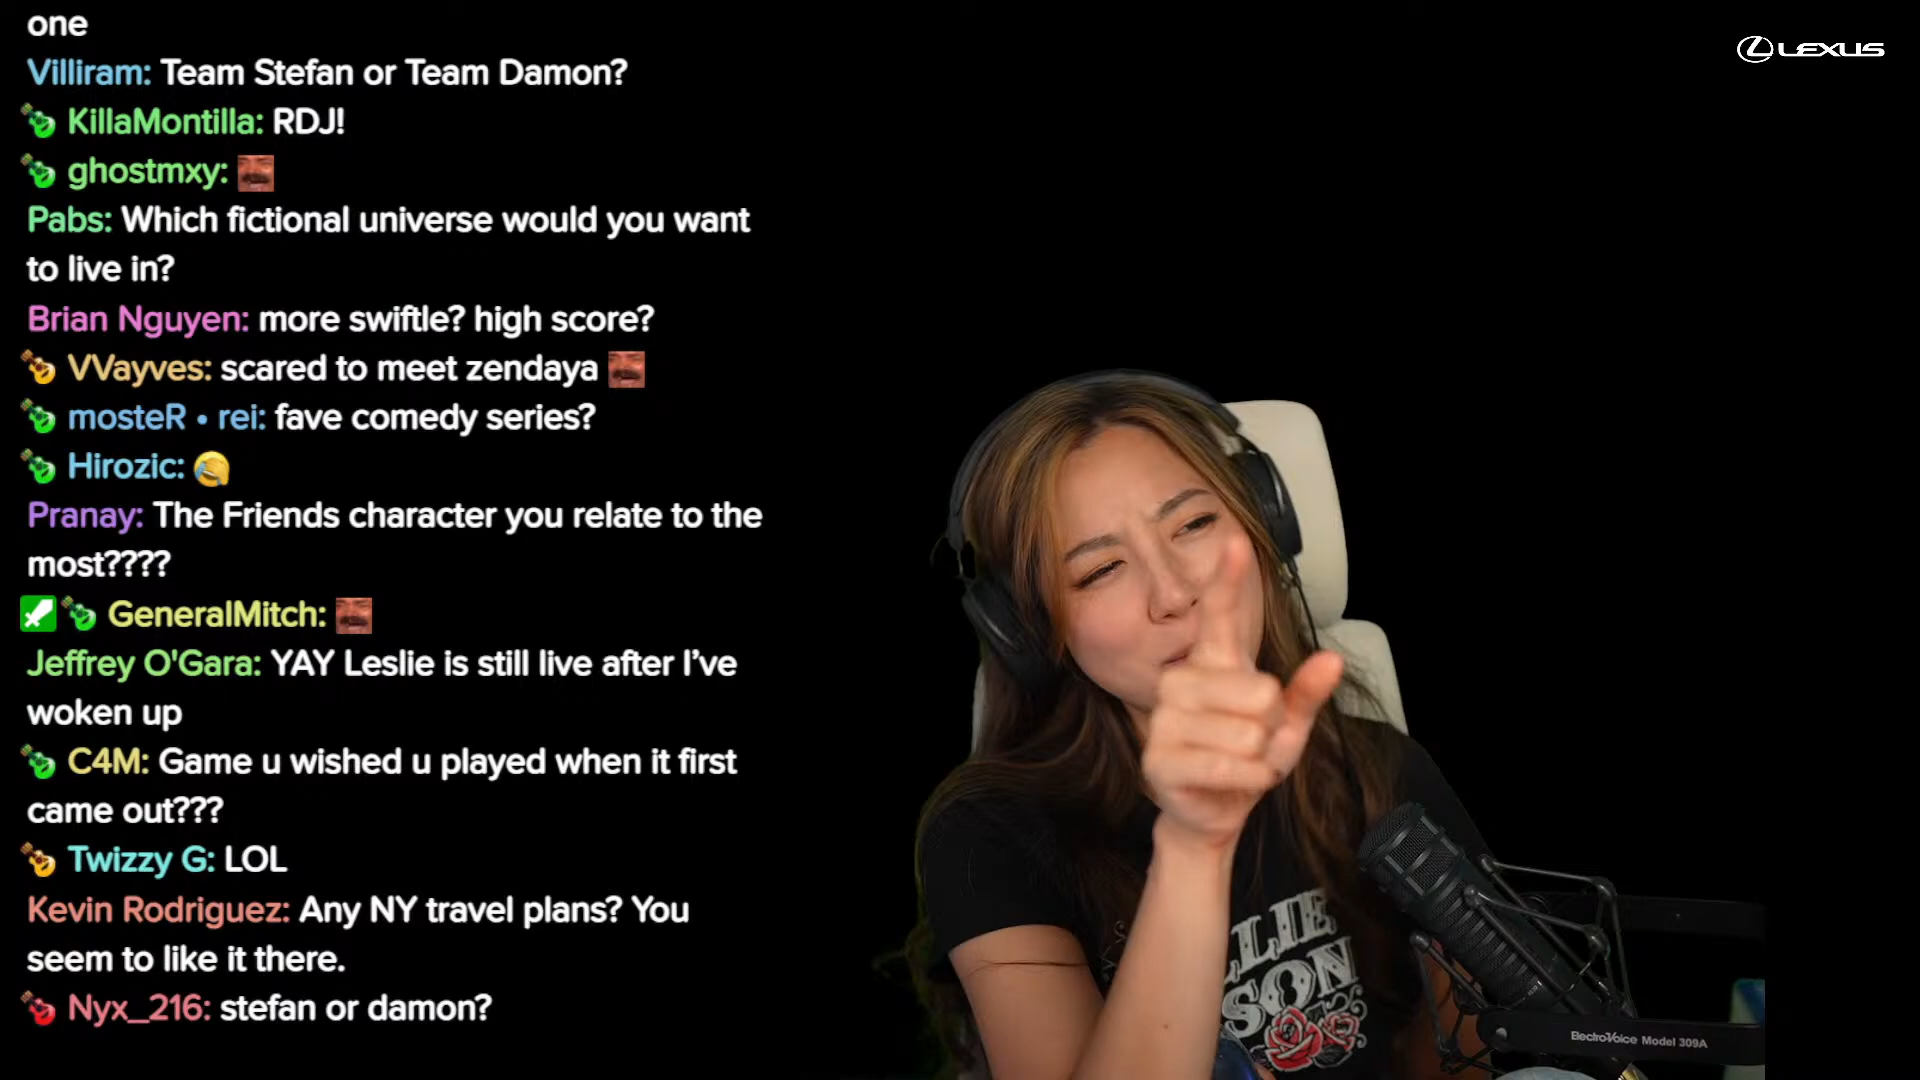 one
Villiram: Team Stefan or Team Damon?
KillaMontilla: RDJ!
ghostmxy:
Pabs: Which fictional universe would you want
to live in?
Brian Nguyen: more swiftle? high score?
VVayves: scared to meet zendaya
mosteR • rei: fave comedy series?
Hirozic:
Pranay: The Friends character you relate to the
most????
GeneralMitch:
Jeffrey O'Gara: YAY Leslie is still live after I’ve
woken up
C4M: Game u wished u played when it first
came out???
Twizzy G: LOL
Kevin Rodriguez: Any NY travel plans? You
seem to like it there.
Nyx_216: stefan or damon?
LEXUS
LLIE
SON
ElectroVoice Model 309A